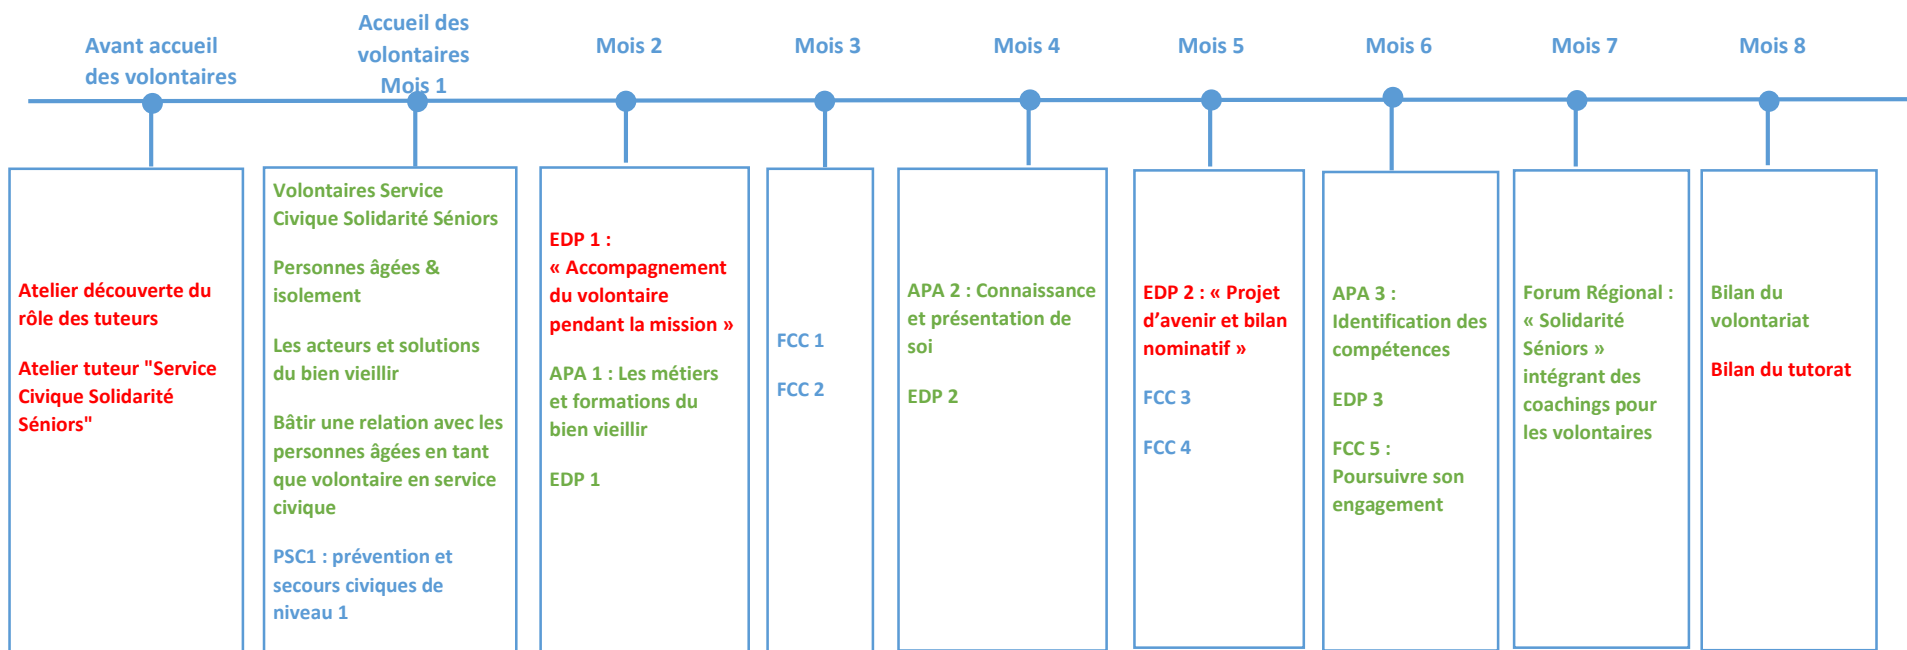 Avant accueil
des volontaires
Accueil des
volontaires
Mois 1
Mois 2
Mois 3
Mois 4
Mois 5
Mois 6
Mois 7
Mois 8
Atelier découverte du
rôle des tuteurs
Atelier tuteur "Service
Civique Solidarité
Séniors"
Volontaires Service
Civique Solidarité Séniors
Personnes âgées &
isolement
Les acteurs et solutions
du bien vieillir
Bâtir une relation avec les
personnes âgées en tant
que volontaire en service
civique
PSC1 : prévention et
secours civiques de
niveau 1
EDP 1 :
« Accompagnement
du volontaire
pendant la mission »
APA 1 : Les métiers
et formations du
bien vieillir
EDP 1
FCC 1
FCC 2
APA 2 : Connaissance
et présentation de
soi
EDP 2
EDP 2 : « Projet
d’avenir et bilan
nominatif »
FCC 3
FCC 4
APA 3 :
Identification des
compétences
EDP 3
FCC 5 :
Poursuivre son
engagement
Forum Régional :
« Solidarité
Séniors »
intégrant des
coachings pour
les volontaires
Bilan du
volontariat
Bilan du tutorat